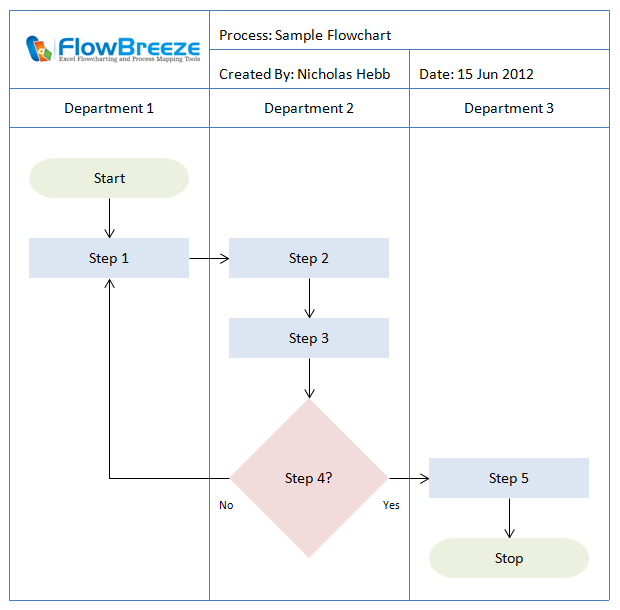 FlowBreeze
Excel Flowcharting and Process Mapping Tools
Process: Sample Flowchart
Created By: Nicholas Hebb
Date: 15 Jun 2012
Department 1
Department 2
Department 3
Start
Step 1
Step 2
Step 3
Step 4?
No
Yes
Step 5
Stop